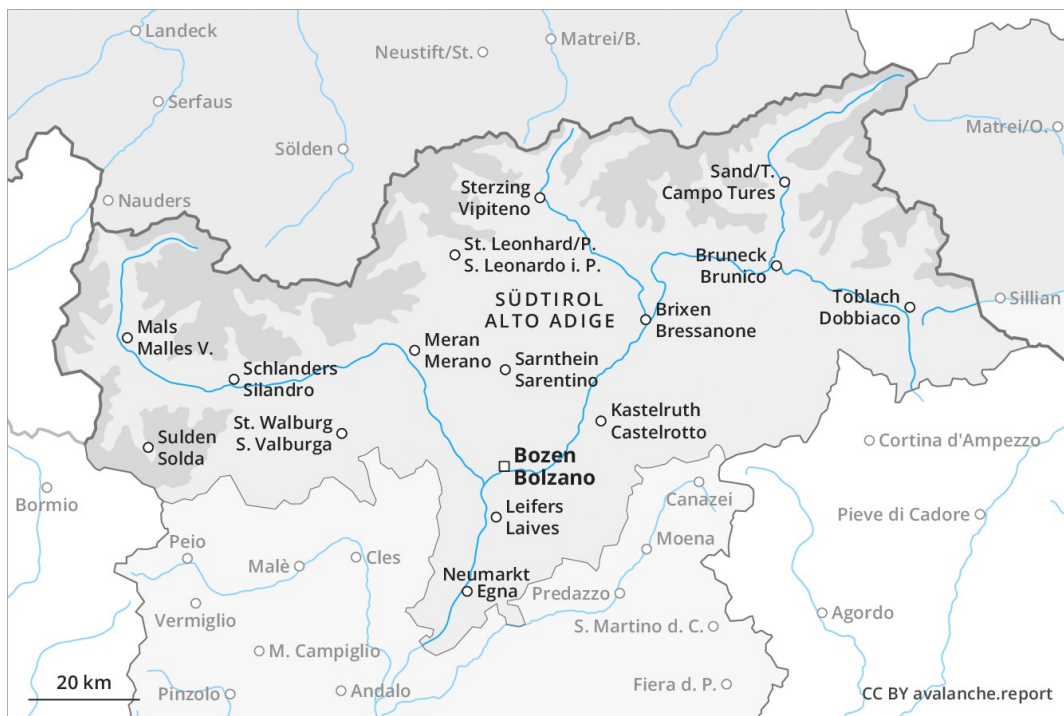 Landeck
Neustift/St.
Matrei/B.
Serfaus
Matrei/O.
Sölden
Sand/T.
Campo Tures
Sterzing
Vipiteno
Nauders
St. Leonhard/P.
S. Leonardo i. P.
Bruneck
Brunico
SÜDTIROL
ALTO ADIGE
Toblach
Dobbiaco
Sillian
Brixen
Bressanone
Mals
Malles V.
Meran
Merano
Sarnthein
Sarentino
Schlanders
Silandro
Kastelruth
Castelrotto
St. Walburg
S. Valburga
Sulden
Solda
Cortina d'Ampezzo
Bozen
Bolzano
Bormio
Canazei
Leifers
Laives
Pieve di Cadore
Moena
Peio
Malè
Cles
Neumarkt
Egna
Predazzo
Vermiglio
Agordo
S. Martino d. C.
M. Campiglio
20 km
Pinzolo
Andalo
Fiera d. P.
CC BY avalanche.report